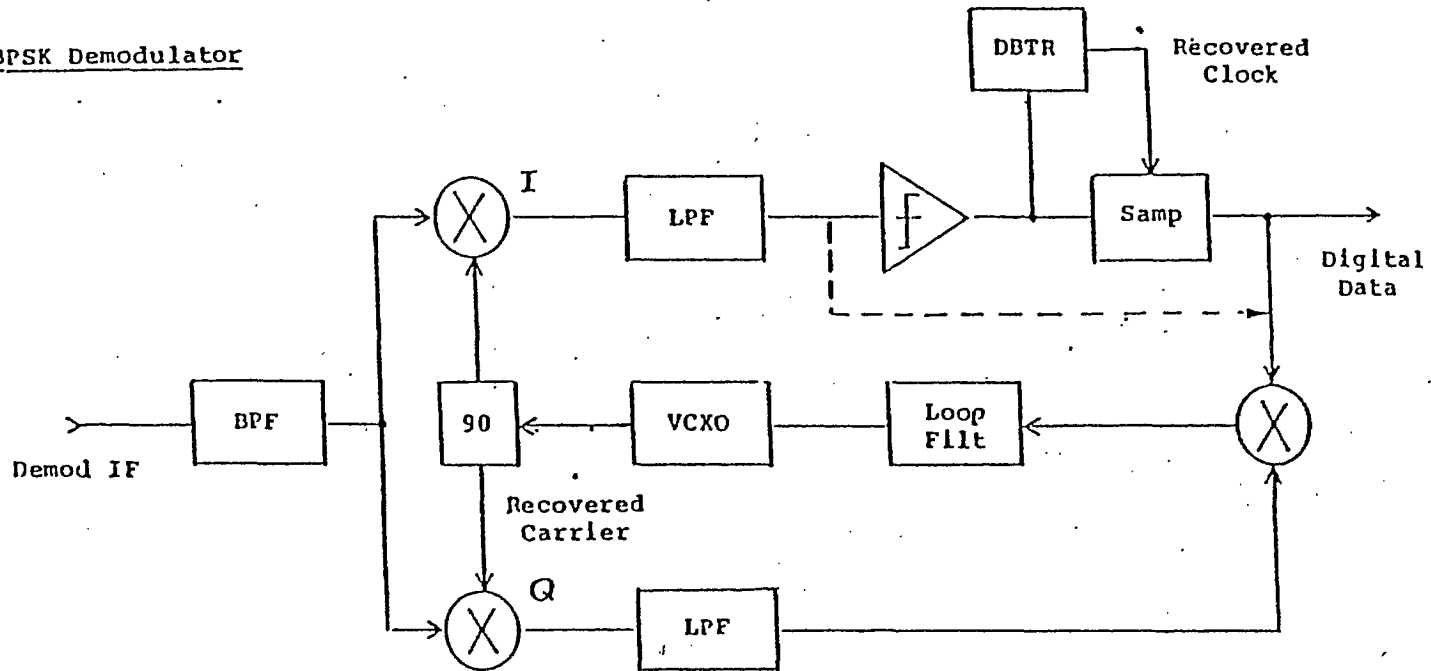 BPSK Demodulator
DBTR
Recovered
Clock
I
LPF
Samp
Digital
Data
Demod IF
BPF
90
VCXO
Loop
Filt
Recovered
Carrier
Q
LPF